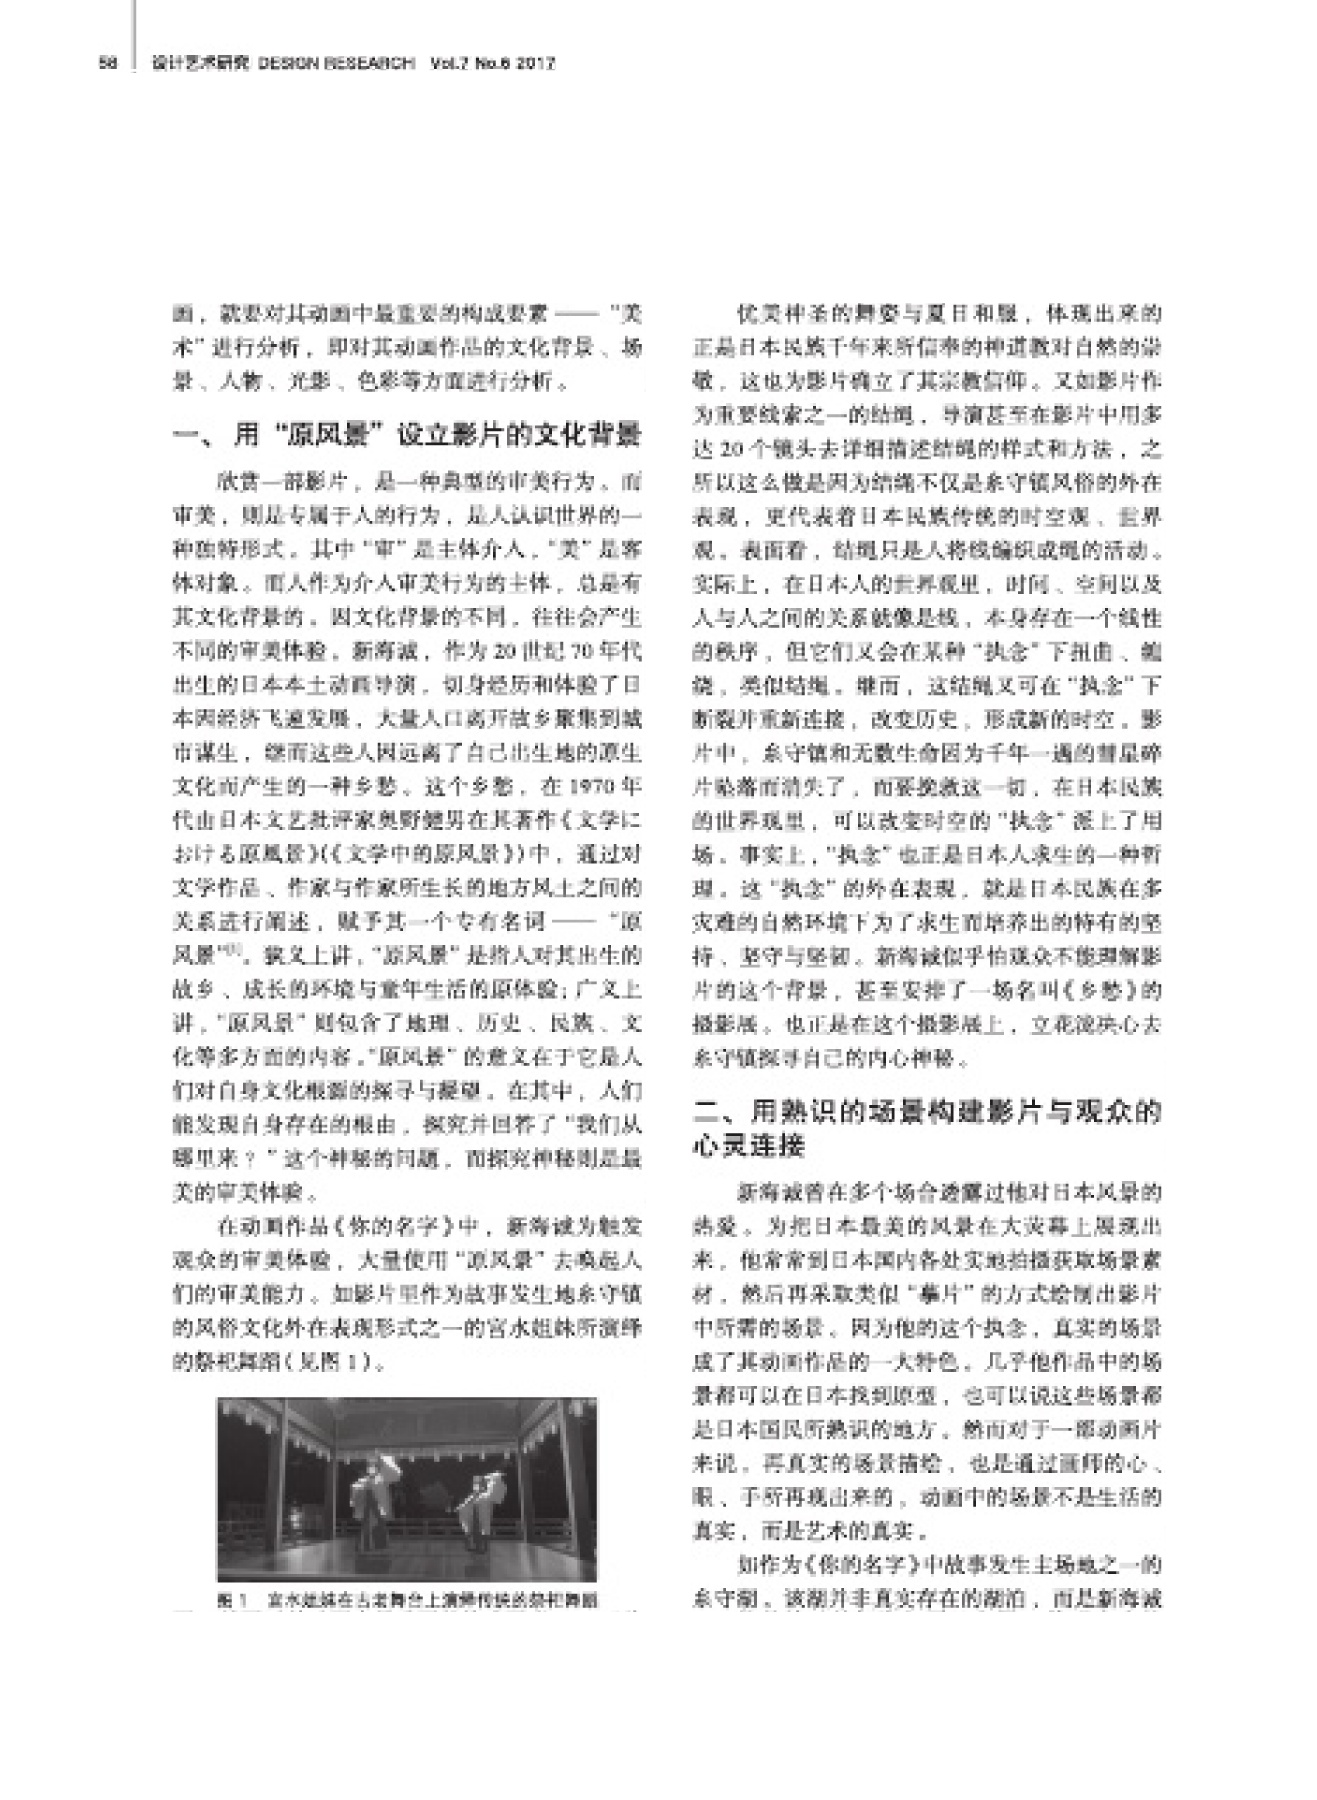 58 设计艺术研究 DESIGN RESEARCH Vol.7 No.6 2017
画，就要对其动画中最重要的构成要素——“美
术”进行分析，即对其动画作品的文化背景、场
景、人物、光影、色彩等方面进行分析。
一、用“原风景”设立影片的文化背景
欣赏一部影片，是一种典型的审美行为。而
审美，则是专属于人的行为，是人认识世界的一
种独特形式。其中“审”是主体介入，“美”是客
体对象。而人作为介入审美行为的主体，总是有
其文化背景的。因文化背景的不同，往往会产生
不同的审美体验。新海诚，作为 20 世纪 70 年代
出生的日本本土动画导演，切身经历和体验了日
本因经济飞速发展，大量人口离开故乡聚集到城
市谋生，继而这些人因远离了自己出生地的原生
文化而产生的一种乡愁。这个乡愁，在 1970 年
代由日本文艺批评家奥野健男在其著作《文学に
おける原風景》(《文学中的原风景》)中，通过对
文学作品、作家与作家所生长的地方风土之间的
关系进行阐述，赋予其一个专有名词——“原
风景”[1]。狭义上讲，“原风景”是指人对其出生的
故乡、成长的环境与童年生活的原体验；广义上
讲，“原风景”则包含了地理、历史、民族、文
化等多方面的内容。“原风景”的意义在于它是人
们对自身文化根源的探寻与凝望。在其中，人们
能发现自身存在的根由，探究并回答了“我们从
哪里来？”这个神秘的问题，而探究神秘则是最
美的审美体验。
在动画作品《你的名字》中，新海诚为触发
观众的审美体验，大量使用“原风景”去唤起人
们的审美能力。如影片里作为故事发生地糸守镇
的风俗文化外在表现形式之一的宫水姐妹所演绎
的祭祀舞蹈(见图 1)。
图 1 宫水姐妹在古老舞台上演绎传统的祭祀舞蹈
优美神圣的舞姿与夏日和服，体现出来的
正是日本民族千年来所信奉的神道教对自然的崇
敬，这也为影片确立了其宗教信仰。又如影片作
为重要线索之一的结绳，导演甚至在影片中用多
达 20 个镜头去详细描述结绳的样式和方法，之
所以这么做是因为结绳不仅是糸守镇风俗的外在
表现，更代表着日本民族传统的时空观、世界
观。表面看，结绳只是人将线编织成绳的活动。
实际上，在日本人的世界观里，时间、空间以及
人与人之间的关系就像是线，本身存在一个线性
的秩序，但它们又会在某种“执念”下扭曲、缠
绕，类似结绳。继而，这结绳又可在“执念”下
断裂并重新连接，改变历史，形成新的时空。影
片中，糸守镇和无数生命因为千年一遇的彗星碎
片坠落而消失了，而要挽救这一切，在日本民族
的世界观里，可以改变时空的“执念”派上了用
场。事实上，“执念”也正是日本人求生的一种哲
理。这“执念”的外在表现，就是日本民族在多
灾难的自然环境下为了求生而培养出的特有的坚
持、坚守与坚韧。新海诚似乎怕观众不能理解影
片的这个背景，甚至安排了一场名叫《乡愁》的
摄影展。也正是在这个摄影展上，立花泷决心去
糸守镇探寻自己的内心神秘。
二、用熟识的场景构建影片与观众的
心灵连接
新海诚曾在多个场合透露过他对日本风景的
热爱。为把日本最美的风景在大荧幕上展现出
来，他常常到日本国内各处实地拍摄获取场景素
材，然后再采取类似“摹片”的方式绘制出影片
中所需的场景。因为他的这个执念，真实的场景
成了其动画作品的一大特色。几乎他作品中的场
景都可以在日本找到原型，也可以说这些场景都
是日本国民所熟识的地方。然而对于一部动画片
来说，再真实的场景描绘，也是通过画师的心、
眼、手所再现出来的，动画中的场景不是生活的
真实，而是艺术的真实。
如作为《你的名字》中故事发生主场地之一的
糸守湖。该湖并非真实存在的湖泊，而是新海诚